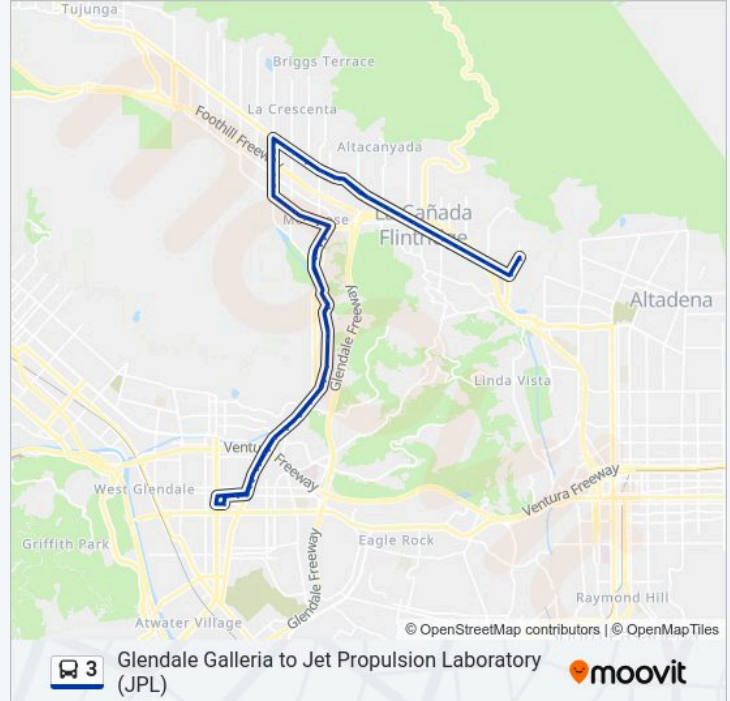 Tujunga
Briggs Terrace
La Crescenta
Foothill Freeway
Altacanyada
La Cañada
Flintridge
Altadena
Glendale Freeway
Linda Vista
Freeway
West Glendale
Ventura Freeway
Griffith Park
Eagle Rock
Glendale Freeway
Raymond Hill
Atwater Village
© OpenStreetMap contributors | © OpenMapTiles
3
Glendale Galleria to Jet Propulsion Laboratory
(JPL)
moovit